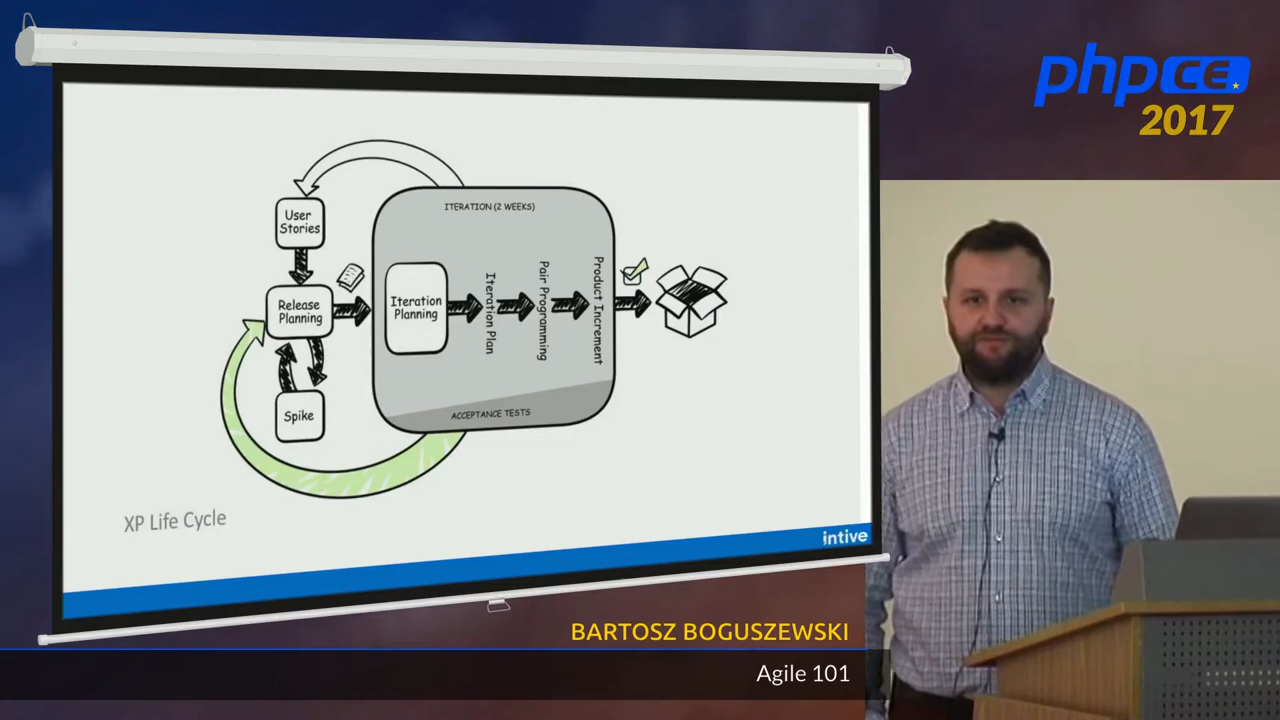 phpCE.
2017
ITERATION (2 WEEKS)
User
Stories
Release
Planning
Iteration
Planning
Iteration Plan
Pair Programming
Product Increment
Spike
ACCEPTANCE TESTS
XP Life Cycle
intive
BARTOSZ BOGUSZEWSKI
Agile 101